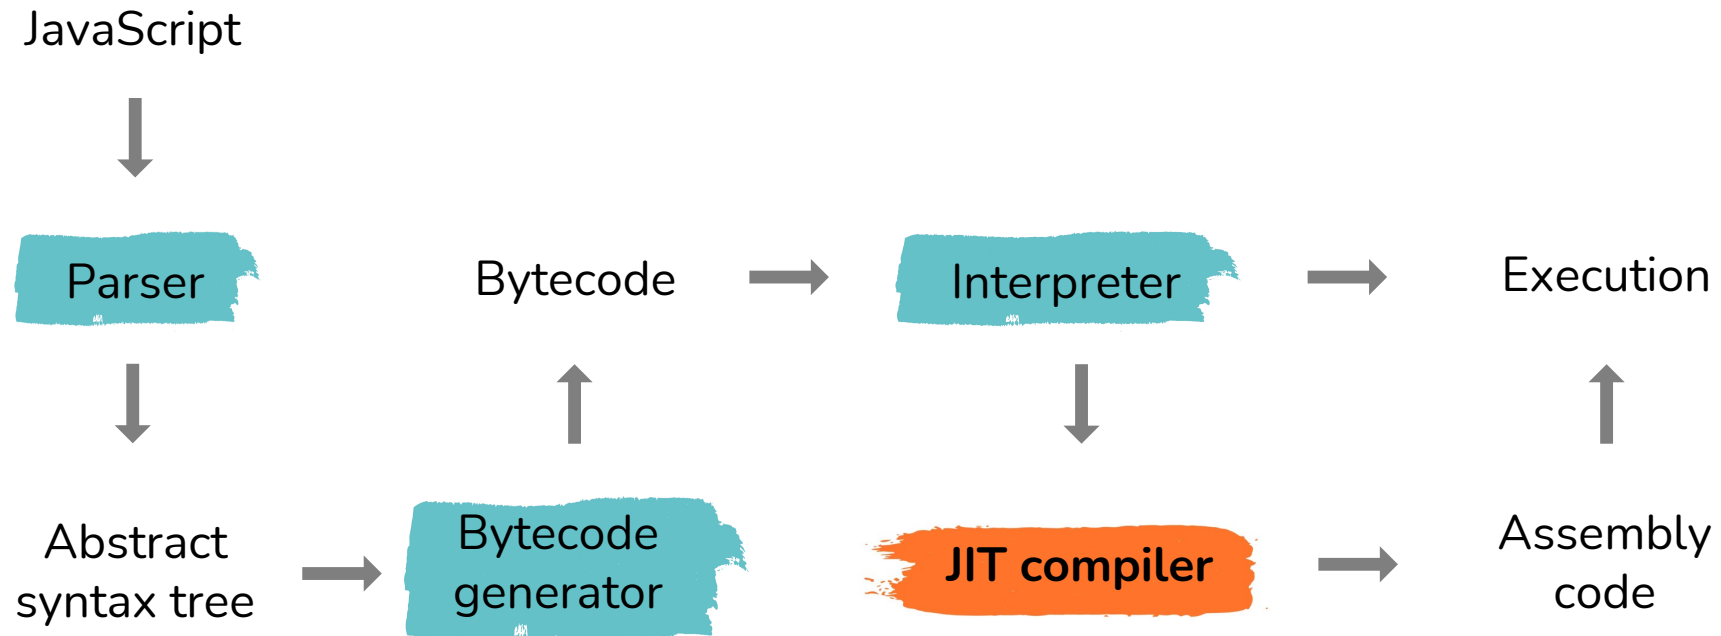 JavaScript
Parser
Bytecode
Interpreter
Execution
Abstract
syntax tree
Bytecode
generator
JIT compiler
Assembly
code